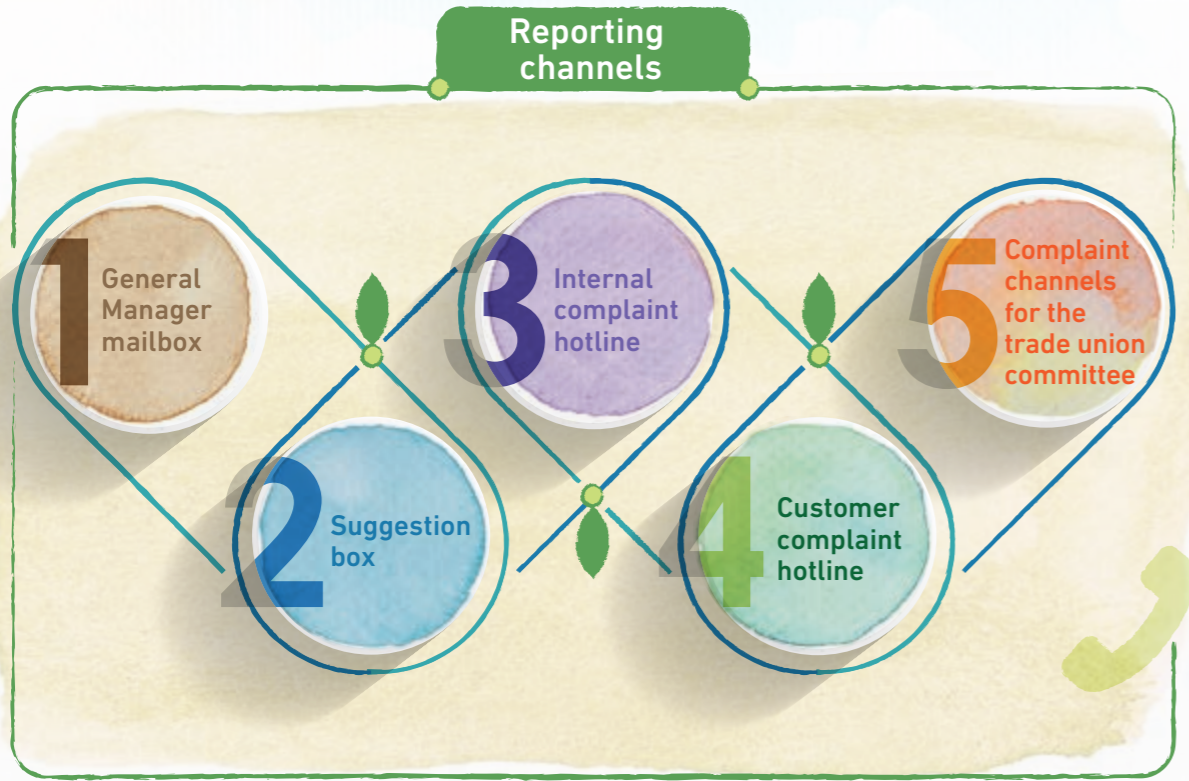 Reporting
channels
1
General
Manager
mailbox
2
Suggestion
box
3
Internal
complaint
hotline
4
Customer
complaint
hotline
5
Complaint
channels
for the
trade union
committee